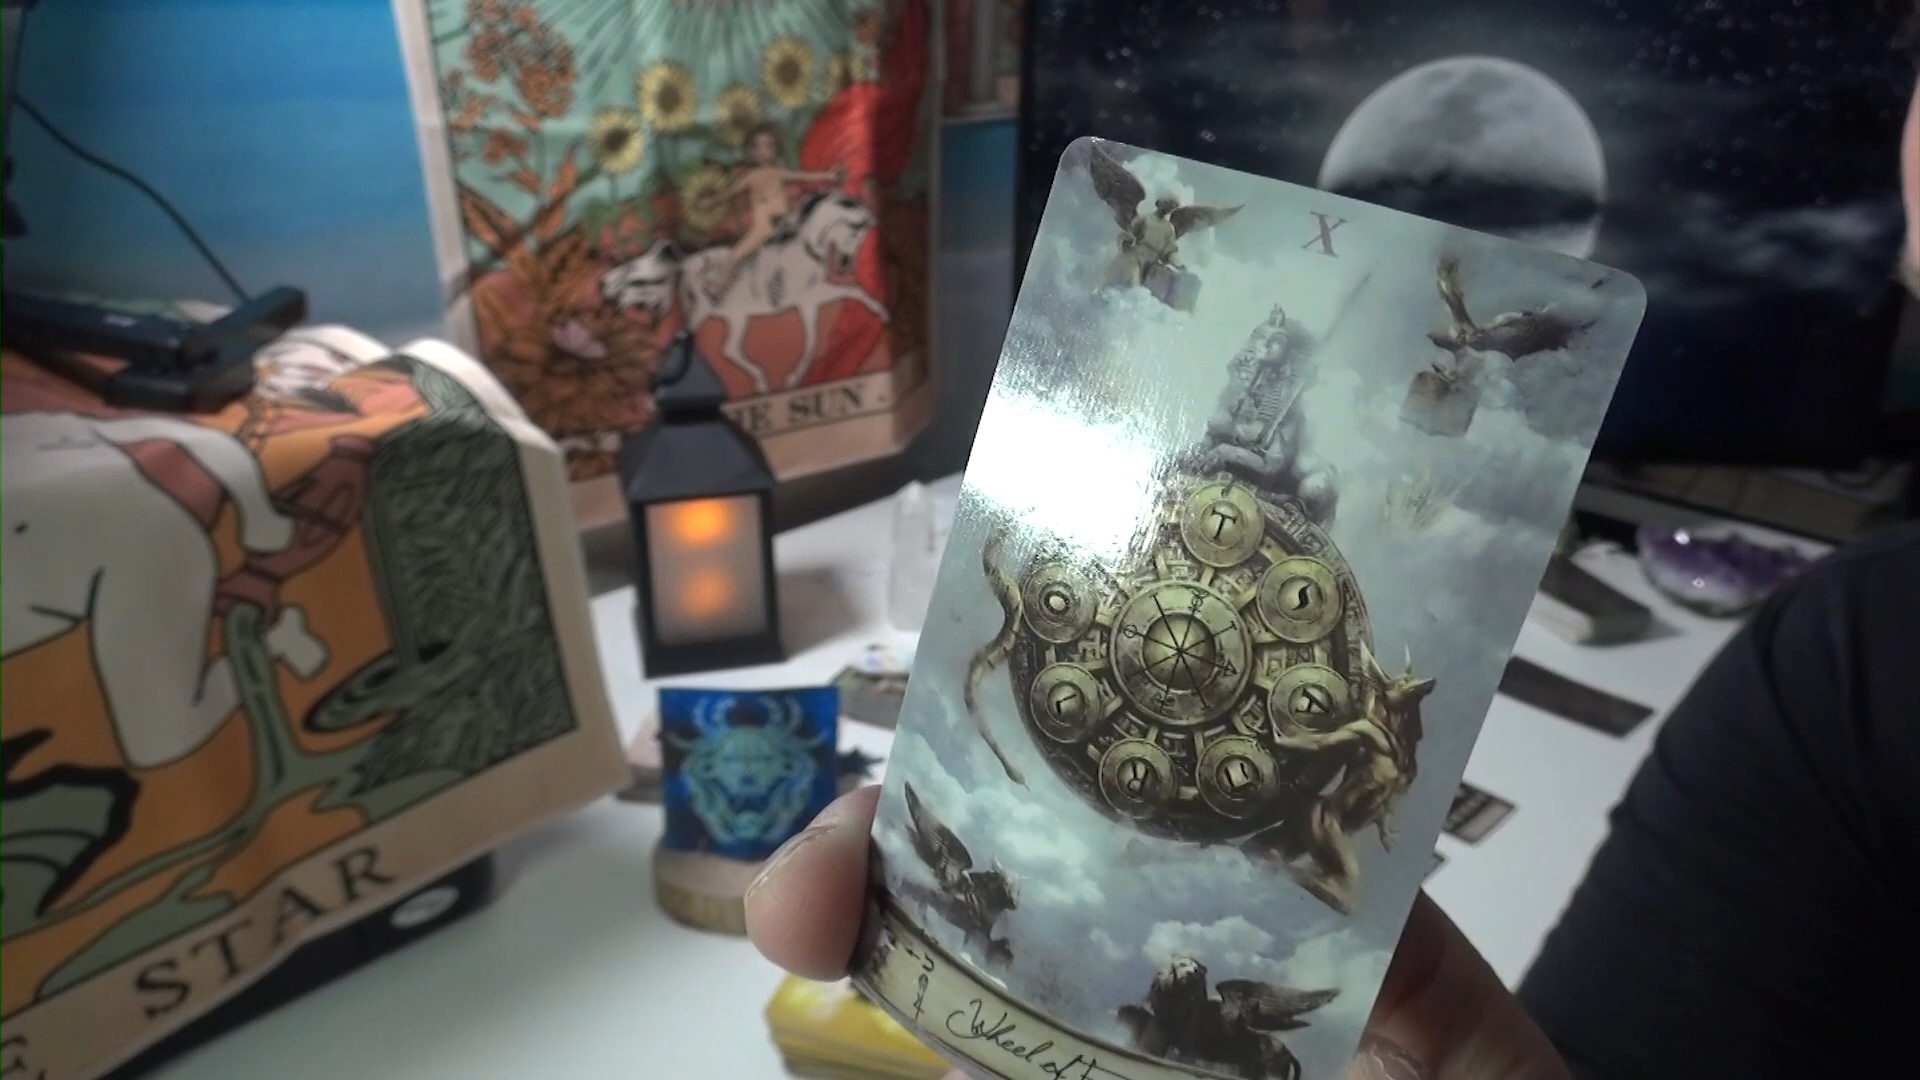 X
THE SUN.
STAR
T
S
O
A
L
R
Wheel of